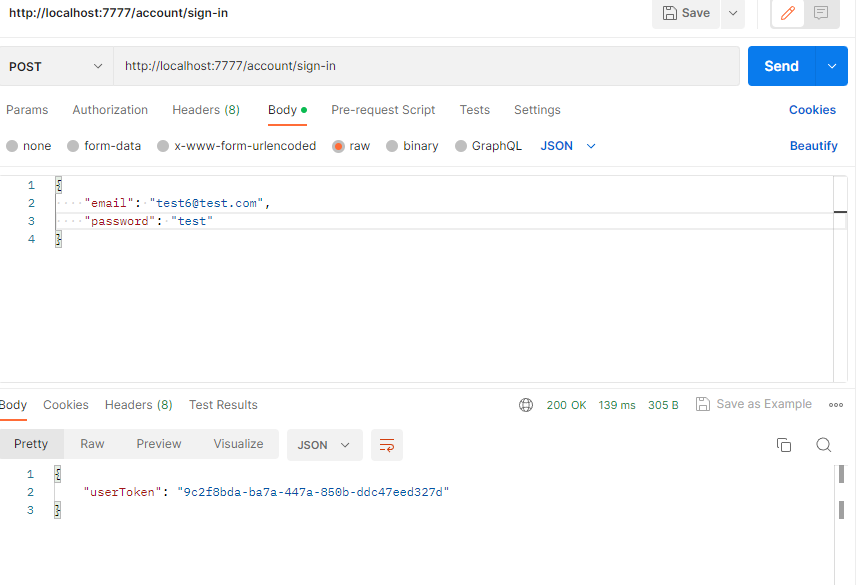 http://localhost:7777/account/sign-in Save
POST http://localhost:7777/account/sign-in Send
Params Authorization Headers (8) Body Pre-request Script Tests Settings Cookies
none form-data x-www-form-urlencoded raw binary GraphQL JSON Beautify
1 {
2 "email": "test6@test.com",
3 "password": "test"
4 }
Body Cookies Headers (8) Test Results 200 OK 139 ms 305 B Save as Example
Pretty Raw Preview Visualize JSON
1 {
2 "userToken": "9c2f8bda-ba7a-447a-850b-ddc47eed327d"
3 }